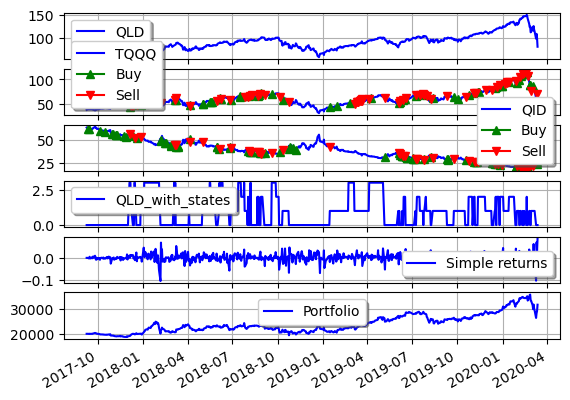 150
QLD
100
TQQQ
Buy
100
Sell
50
QID
Buy
50
Sell
25
2.5
QLD_with_states
0.0
0.0
Simple returns
−0.1
30000
Portfolio
20000
2017-10
2018-01
2018-04
2018-07
2018-10
2019-01
2019-04
2019-07
2019-10
2020-01
2020-04